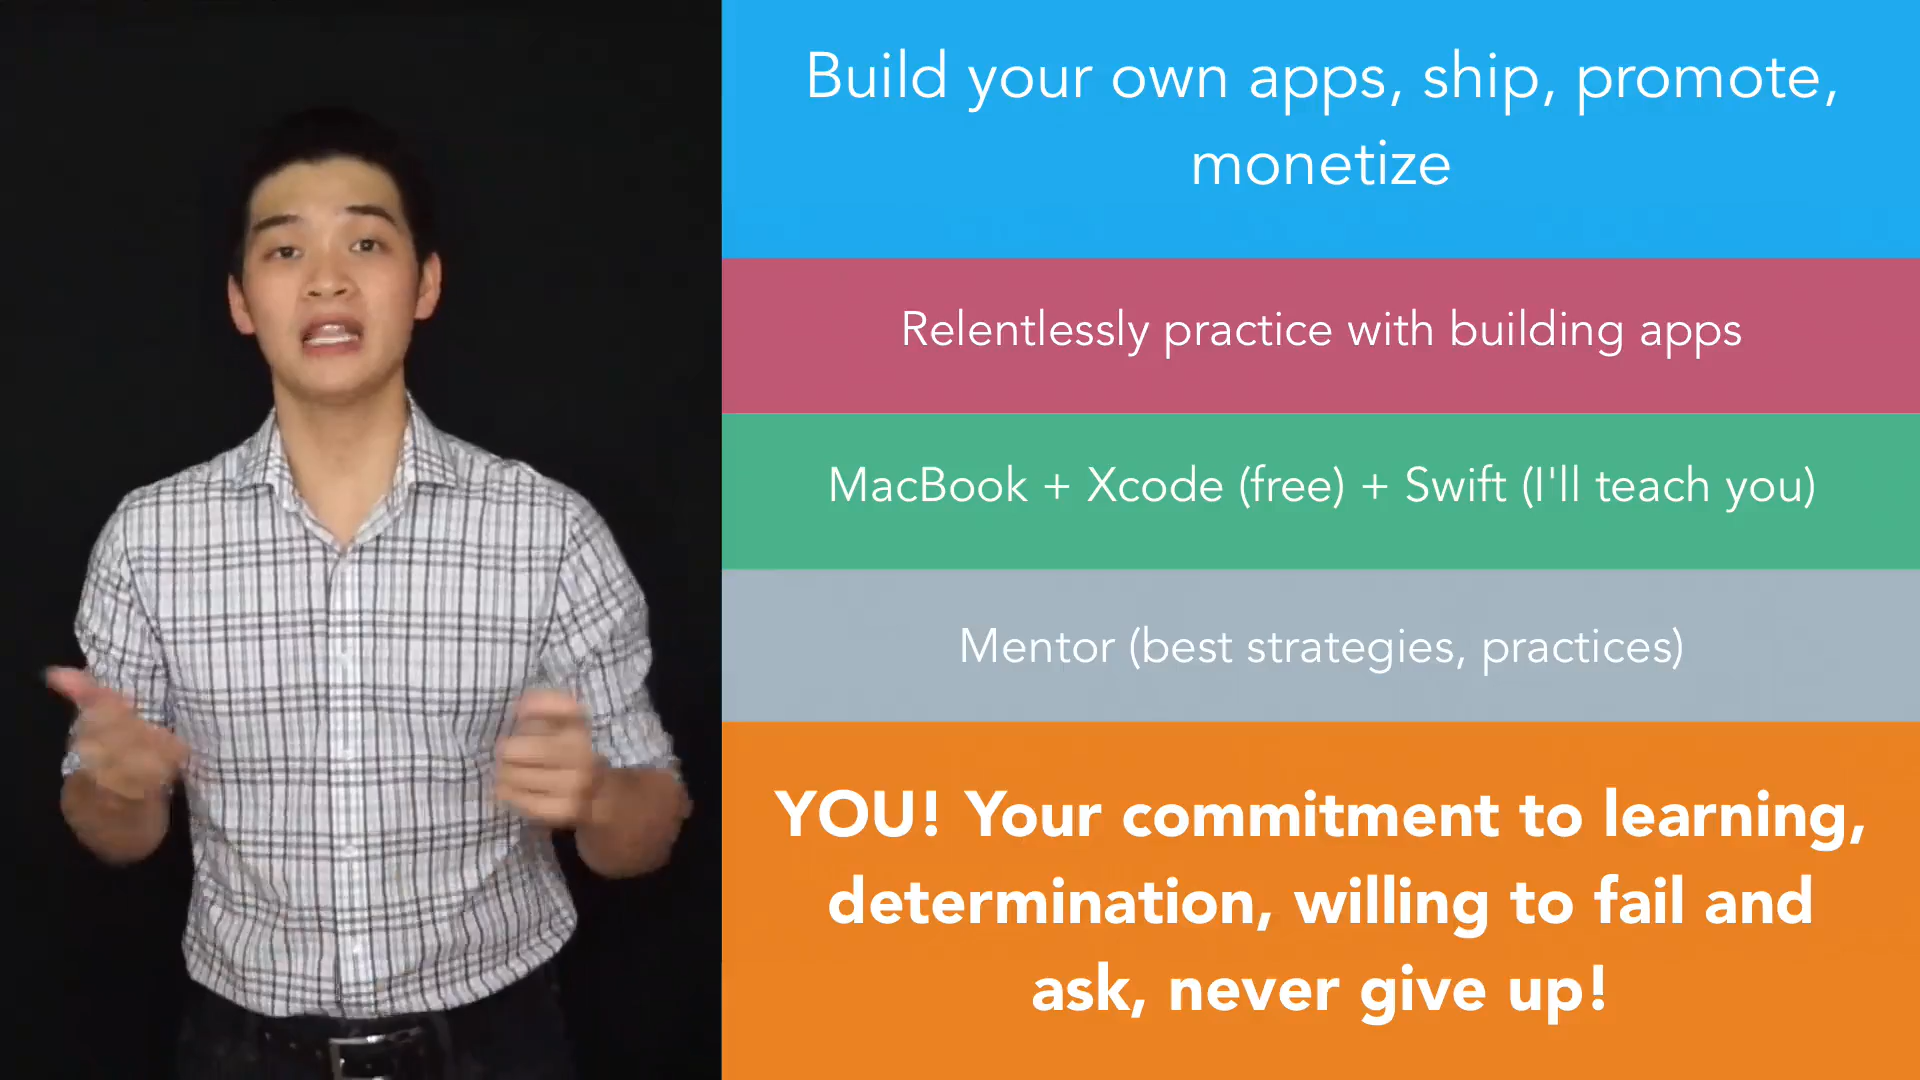 Build your own apps, ship, promote,
monetize
Relentlessly practice with building apps
MacBook + Xcode (free) + Swift (I'll teach you)
Mentor (best strategies, practices)
YOU! Your commitment to learning,
determination, willing to fail and
ask, never give up!